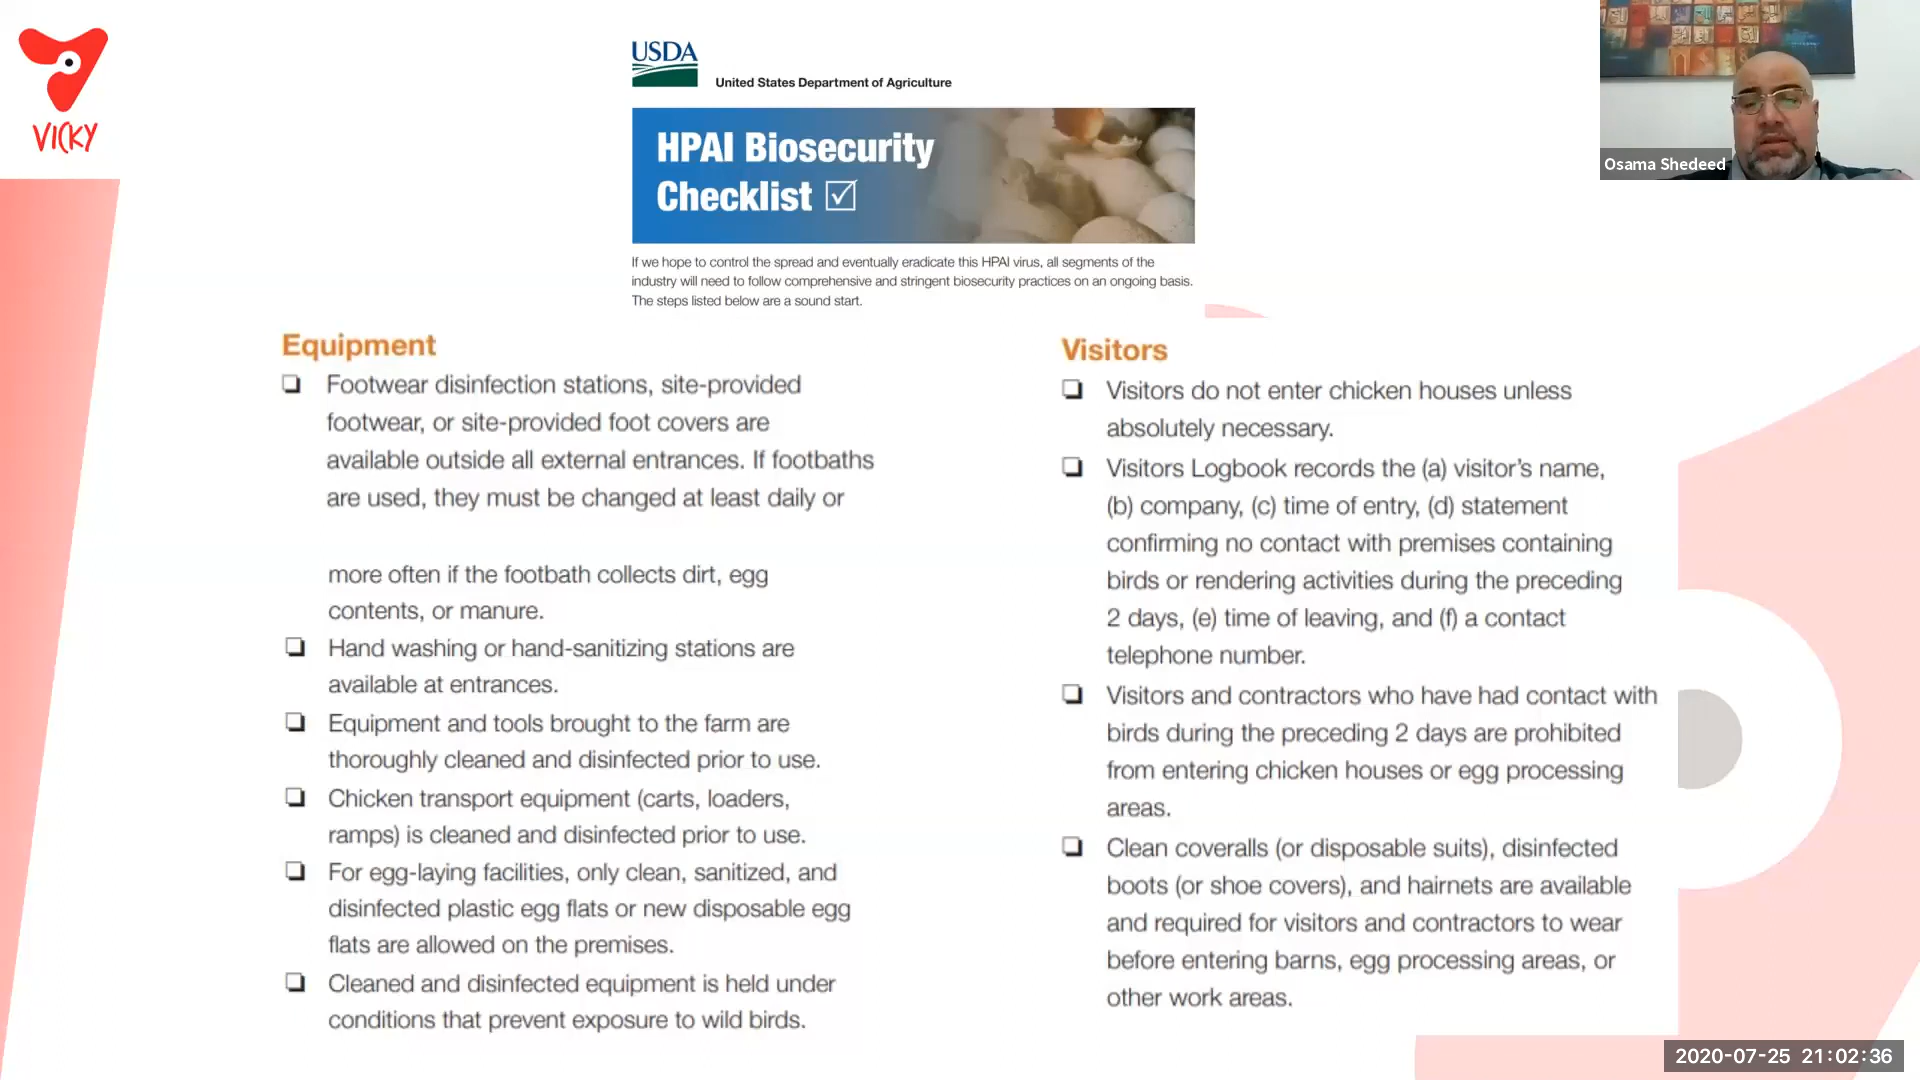 VICKY
USDA
United States Department of Agriculture
HPAI Biosecurity
Checklist
If we hope to control the spread and eventually eradicate this HPAI virus, all segments of the
industry will need to follow comprehensive and stringent biosecurity practices on an ongoing basis.
The steps listed below are a sound start.
Equipment
Footwear disinfection stations, site-provided
footwear, or site-provided foot covers are
available outside all external entrances. If footbaths
are used, they must be changed at least daily or
more often if the footbath collects dirt, egg
contents, or manure.
Hand washing or hand-sanitizing stations are
available at entrances.
Equipment and tools brought to the farm are
thoroughly cleaned and disinfected prior to use.
Chicken transport equipment (carts, loaders,
ramps) is cleaned and disinfected prior to use.
For egg-laying facilities, only clean, sanitized, and
disinfected plastic egg flats or new disposable egg
flats are allowed on the premises.
Cleaned and disinfected equipment is held under
conditions that prevent exposure to wild birds.
Visitors
Visitors do not enter chicken houses unless
absolutely necessary.
Visitors Logbook records the (a) visitor's name,
(b) company, (c) time of entry, (d) statement
confirming no contact with premises containing
birds or rendering activities during the preceding
2 days, (e) time of leaving, and (f) a contact
telephone number.
Visitors and contractors who have had contact with
birds during the preceding 2 days are prohibited
from entering chicken houses or egg processing
areas.
Clean coveralls (or disposable suits), disinfected
boots (or shoe covers), and hairnets are available
and required for visitors and contractors to wear
before entering barns, egg processing areas, or
other work areas.
Osama Shedeed
2020-07-25 21:02:36